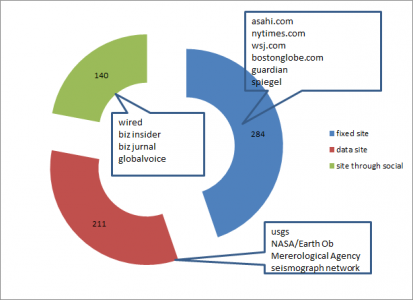 asahi.com
nytimes.com
wsj.com
bostonglobe.com
guardian
spiegel
140
wired
biz insider
biz jurnal
globalvoice
284
fixed site
data site
site through social
211
usgs
NASA/Earth Ob
Mererological Agency
seismograph network